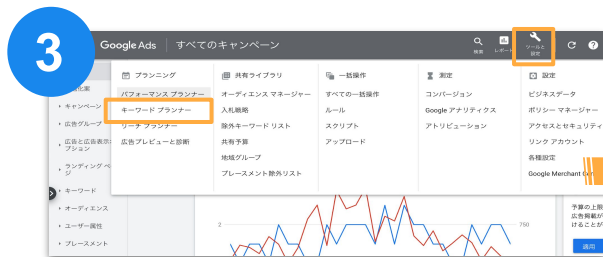 3
Google Ads
すべてのキャンペーン
検索
レポート
ツールと
設定
プランニング
パフォーマンス プランナー
キーワード プランナー
リーチ プランナー
広告プレビューと診断
共有ライブラリ
オーディエンス マネージャー
入札戦略
除外キーワード リスト
共有予算
地域グループ
プレースメント除外リスト
一括操作
すべての一括操作
ルール
スクリプト
アップロード
測定
コンバージョン
Google アナリティクス
アトリビューション
設定
ビジネスデータ
ポリシー マネージャー
アクセスとセキュリティ
リンク アカウント
各種設定
Google Merchant
キャンペーン
広告グループ
広告と広告表示
プション
ランディング ペ
ジ
キーワード
オーディエンス
ユーザー属性
プレースメント
2
750
予算の上限
広告掲載が
けることが
適用